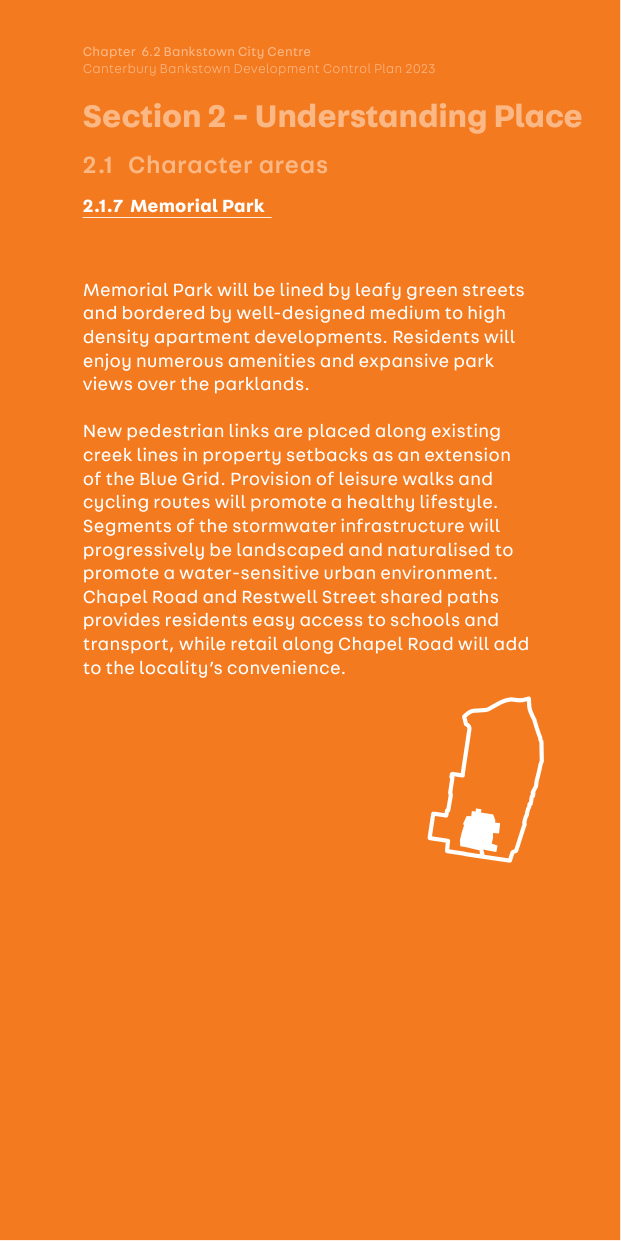 Chapter 6.2 Bankstown City Centre
Canterbury Bankstown Development Control Plan 2023
Section 2 – Understanding Place
2.1 Character areas
2.1.7 Memorial Park
Memorial Park will be lined by leafy green streets
and bordered by well-designed medium to high
density apartment developments. Residents will
enjoy numerous amenities and expansive park
views over the parklands.
New pedestrian links are placed along existing
creek lines in property setbacks as an extension
of the Blue Grid. Provision of leisure walks and
cycling routes will promote a healthy lifestyle.
Segments of the stormwater infrastructure will
progressively be landscaped and naturalised to
promote a water-sensitive urban environment.
Chapel Road and Restwell Street shared paths
provides residents easy access to schools and
transport, while retail along Chapel Road will add
to the locality’s convenience.